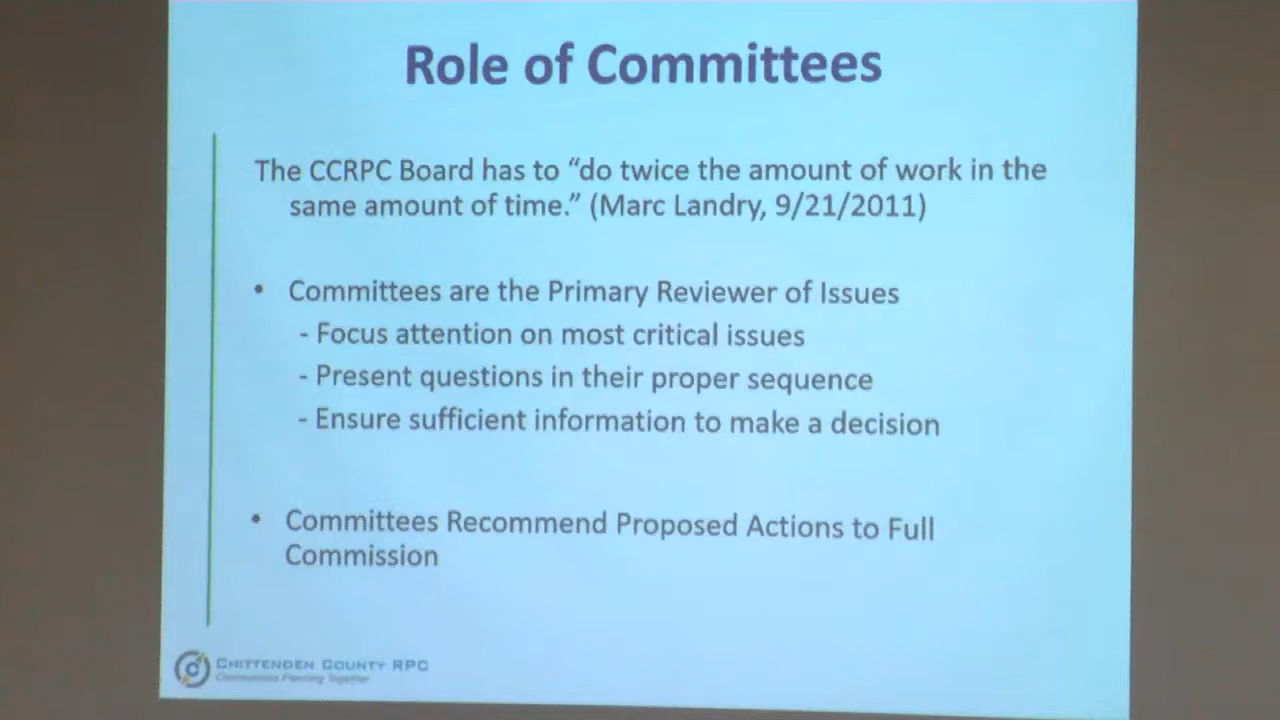 Role of Committees
The CCRPC Board has to “do twice the amount of work in the
same amount of time.” (Marc Landry, 9/21/2011)
• Committees are the Primary Reviewer of Issues
- Focus attention on most critical issues
- Present questions in their proper sequence
- Ensure sufficient information to make a decision
• Committees Recommend Proposed Actions to Full
Commission
CHITTENDEN COUNTY RPC
Communities Planning Together